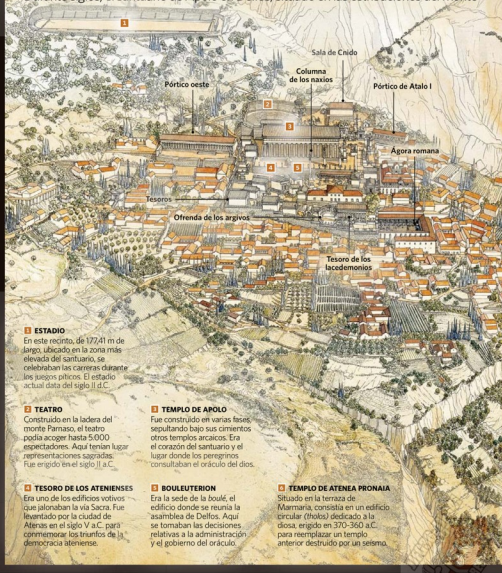 1
Sala de Cnido
Columna
de los naxios
Pórtico oeste
Pórtico de Atalo I
2
3
Ágora romana
4
5
Tesoros
Ofrenda de los argivos
Tesoro de los
lacedemonios
1 ESTADIO
En este recinto, de 177,41 m de
largo, ubicado en la zona más
elevada del santuario, se
celebraban las carreras durante
los juegos píticos. El estadio
actual data del siglo II d.C.
2 TEATRO
Construido en la ladera del
monte Parnaso, el teatro
podía acoger hasta 5.000
espectadores. Aquí tenían lugar
representaciones sagradas.
Fue erigido en el siglo II a.C.
3 TEMPLO DE APOLO
Fue construido en varias fases,
sepultando bajo sus cimientos
otros templos arcaicos. Era
el corazón del santuario y el
lugar donde los peregrinos
consultaban el oráculo del dios.
4 TESORO DE LOS ATENIENSES
Era uno de los edificios votivos
que jalonaban la vía Sacra. Fue
levantado por la ciudad de
Atenas en el siglo V a.C. para
conmemorar los triunfos de la
democracia ateniense.
5 BOULEUTERION
Era la sede de la boulé, el
edificio donde se reunía la
asamblea de Delfos. Aquí
se tomaban las decisiones
relativas a la administración
y el gobierno del oráculo.
6 TEMPLO DE ATENEA PRONAIA
Situado en la terraza de
Marmaria, consistía en un edificio
circular (tholos) dedicado a la
diosa, erigido en 370-360 a.C.
para reemplazar un templo
anterior destruido por un seísmo.